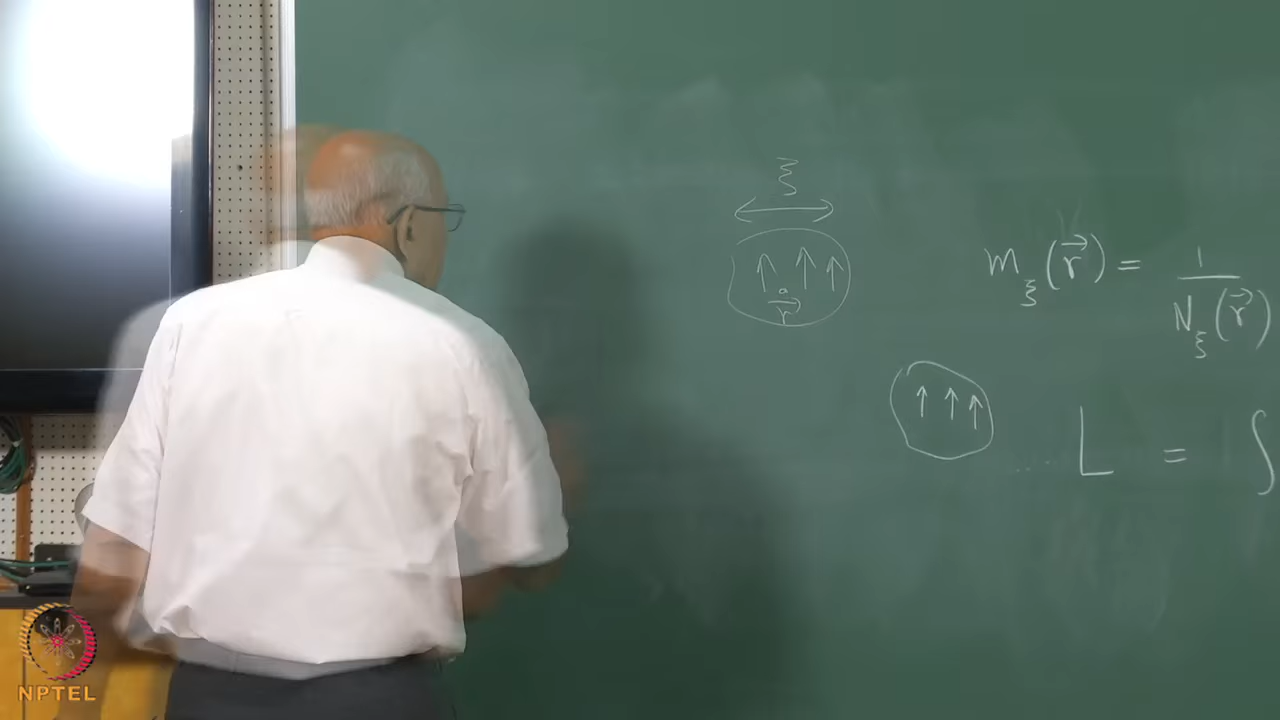 ξ
r⃗
m_ξ(r⃗) = 1 / N_ξ(r⃗)
L = ∫
NPTEL